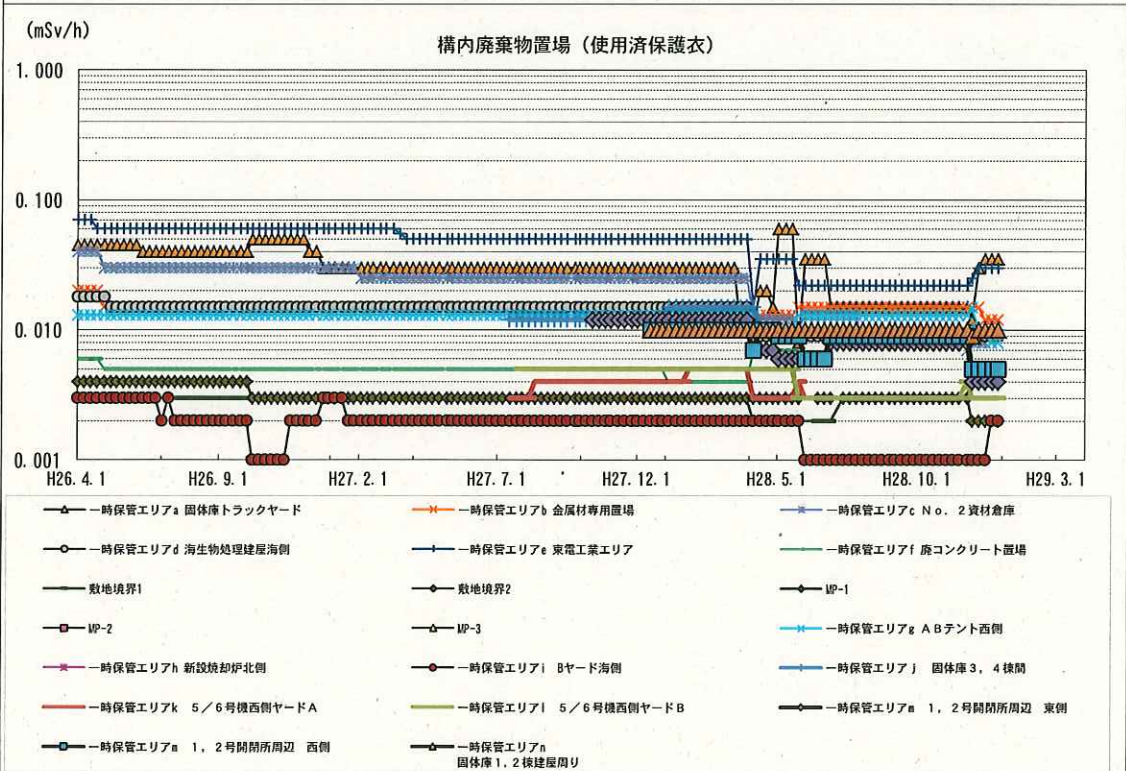 (mSv/h)
構内廃棄物置場（使用済保護衣）
1.000
0.100
0.010
0.001
H26.4.1 H26.9.1 H27.2.1 H27.7.1 H27.12.1 H28.5.1 H28.10.1 H29.3.1
一時保管エリアa 固体庫トラックヤード 一時保管エリアb 金属材専用置場 一時保管エリアc No.2資材倉庫
一時保管エリアd 海生物処理建屋海側 一時保管エリアe 東電工業エリア 一時保管エリアf 廃コンクリート置場
敷地境界1 敷地境界2 MP-1
MP-2 MP-3 一時保管エリアg ABテント西側
一時保管エリアh 新設焼却炉北側 一時保管エリアi Bヤード海側 一時保管エリアj 固体庫3，4棟間
一時保管エリアk 5／6号機西側ヤードA 一時保管エリアl 5／6号機西側ヤードB 一時保管エリアm 1，2号開閉所周辺 東側
一時保管エリアm 1，2号開閉所周辺 西側 一時保管エリアn
固体庫1,2棟建屋周り